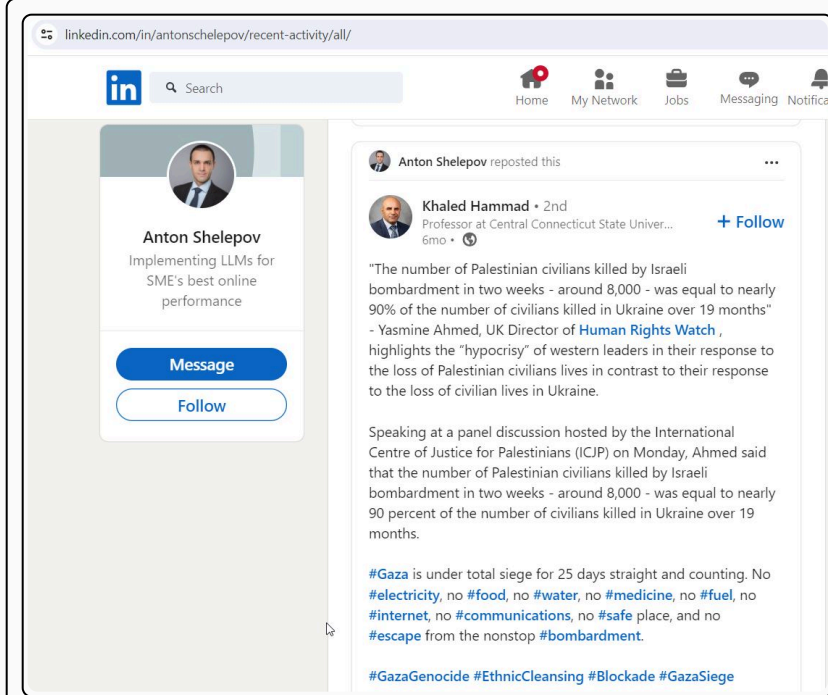 linkedin.com/in/antonschelepov/recent-activity/all/
in
Search
Home
My Network
Jobs
Messaging
Anton Shelepov
Implementing LLMs for
SME's best online
performance
Message
Follow
Anton Shelepov reposted this
Khaled Hammad • 2nd
Professor at Central Connecticut State Univer...
6mo •
+ Follow
"The number of Palestinian civilians killed by Israeli
bombardment in two weeks - around 8,000 - was equal to nearly
90% of the number of civilians killed in Ukraine over 19 months"
- Yasmine Ahmed, UK Director of Human Rights Watch ,
highlights the “hypocrisy” of western leaders in their response to
the loss of Palestinian civilians lives in contrast to their response
to the loss of civilian lives in Ukraine.
Speaking at a panel discussion hosted by the International
Centre of Justice for Palestinians (ICJP) on Monday, Ahmed said
that the number of Palestinian civilians killed by Israeli
bombardment in two weeks - around 8,000 - was equal to nearly
90 percent of the number of civilians killed in Ukraine over 19
months.
#Gaza is under total siege for 25 days straight and counting. No
#electricity, no #food, no #water, no #medicine, no #fuel, no
#internet, no #communications, no #safe place, and no
#escape from the nonstop #bombardment.
#GazaGenocide #EthnicCleansing #Blockade #GazaSiege